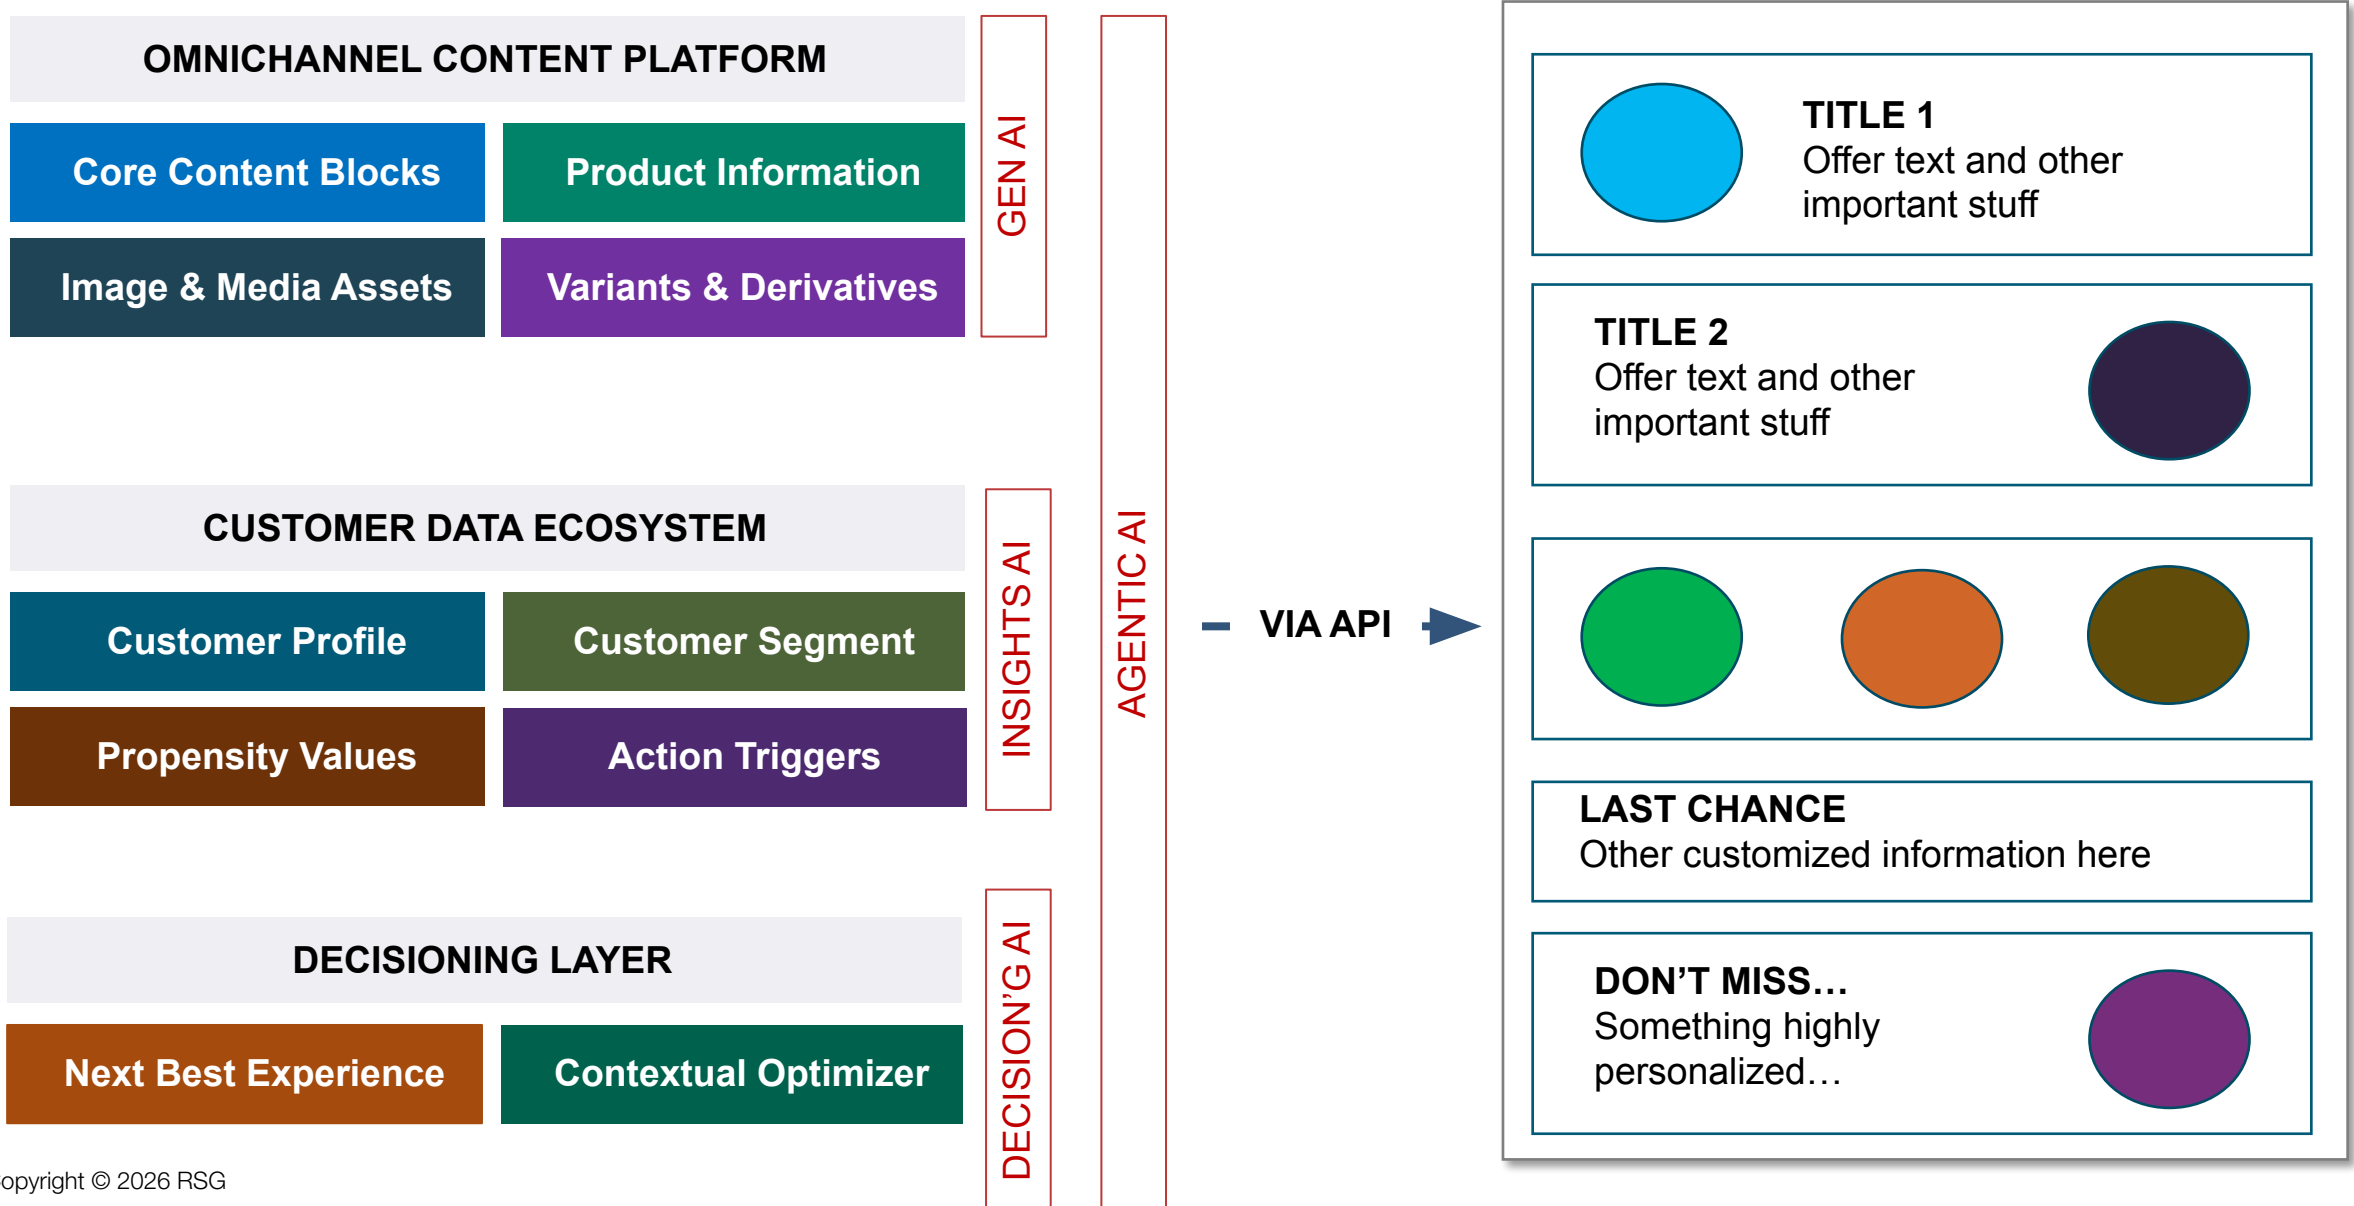 OMNICHANNEL CONTENT PLATFORM
Core Content Blocks
Product Information
Image & Media Assets
Variants & Derivatives
GEN AI
CUSTOMER DATA ECOSYSTEM
Customer Profile
Customer Segment
Propensity Values
Action Triggers
INSIGHTS AI
DECISIONING LAYER
Next Best Experience
Contextual Optimizer
DECISION’G AI
AGENTIC AI
VIA API
TITLE 1
Offer text and other
important stuff
TITLE 2
Offer text and other
important stuff
LAST CHANCE
Other customized information here
DON’T MISS…
Something highly
personalized…
opyright © 2026 RSG